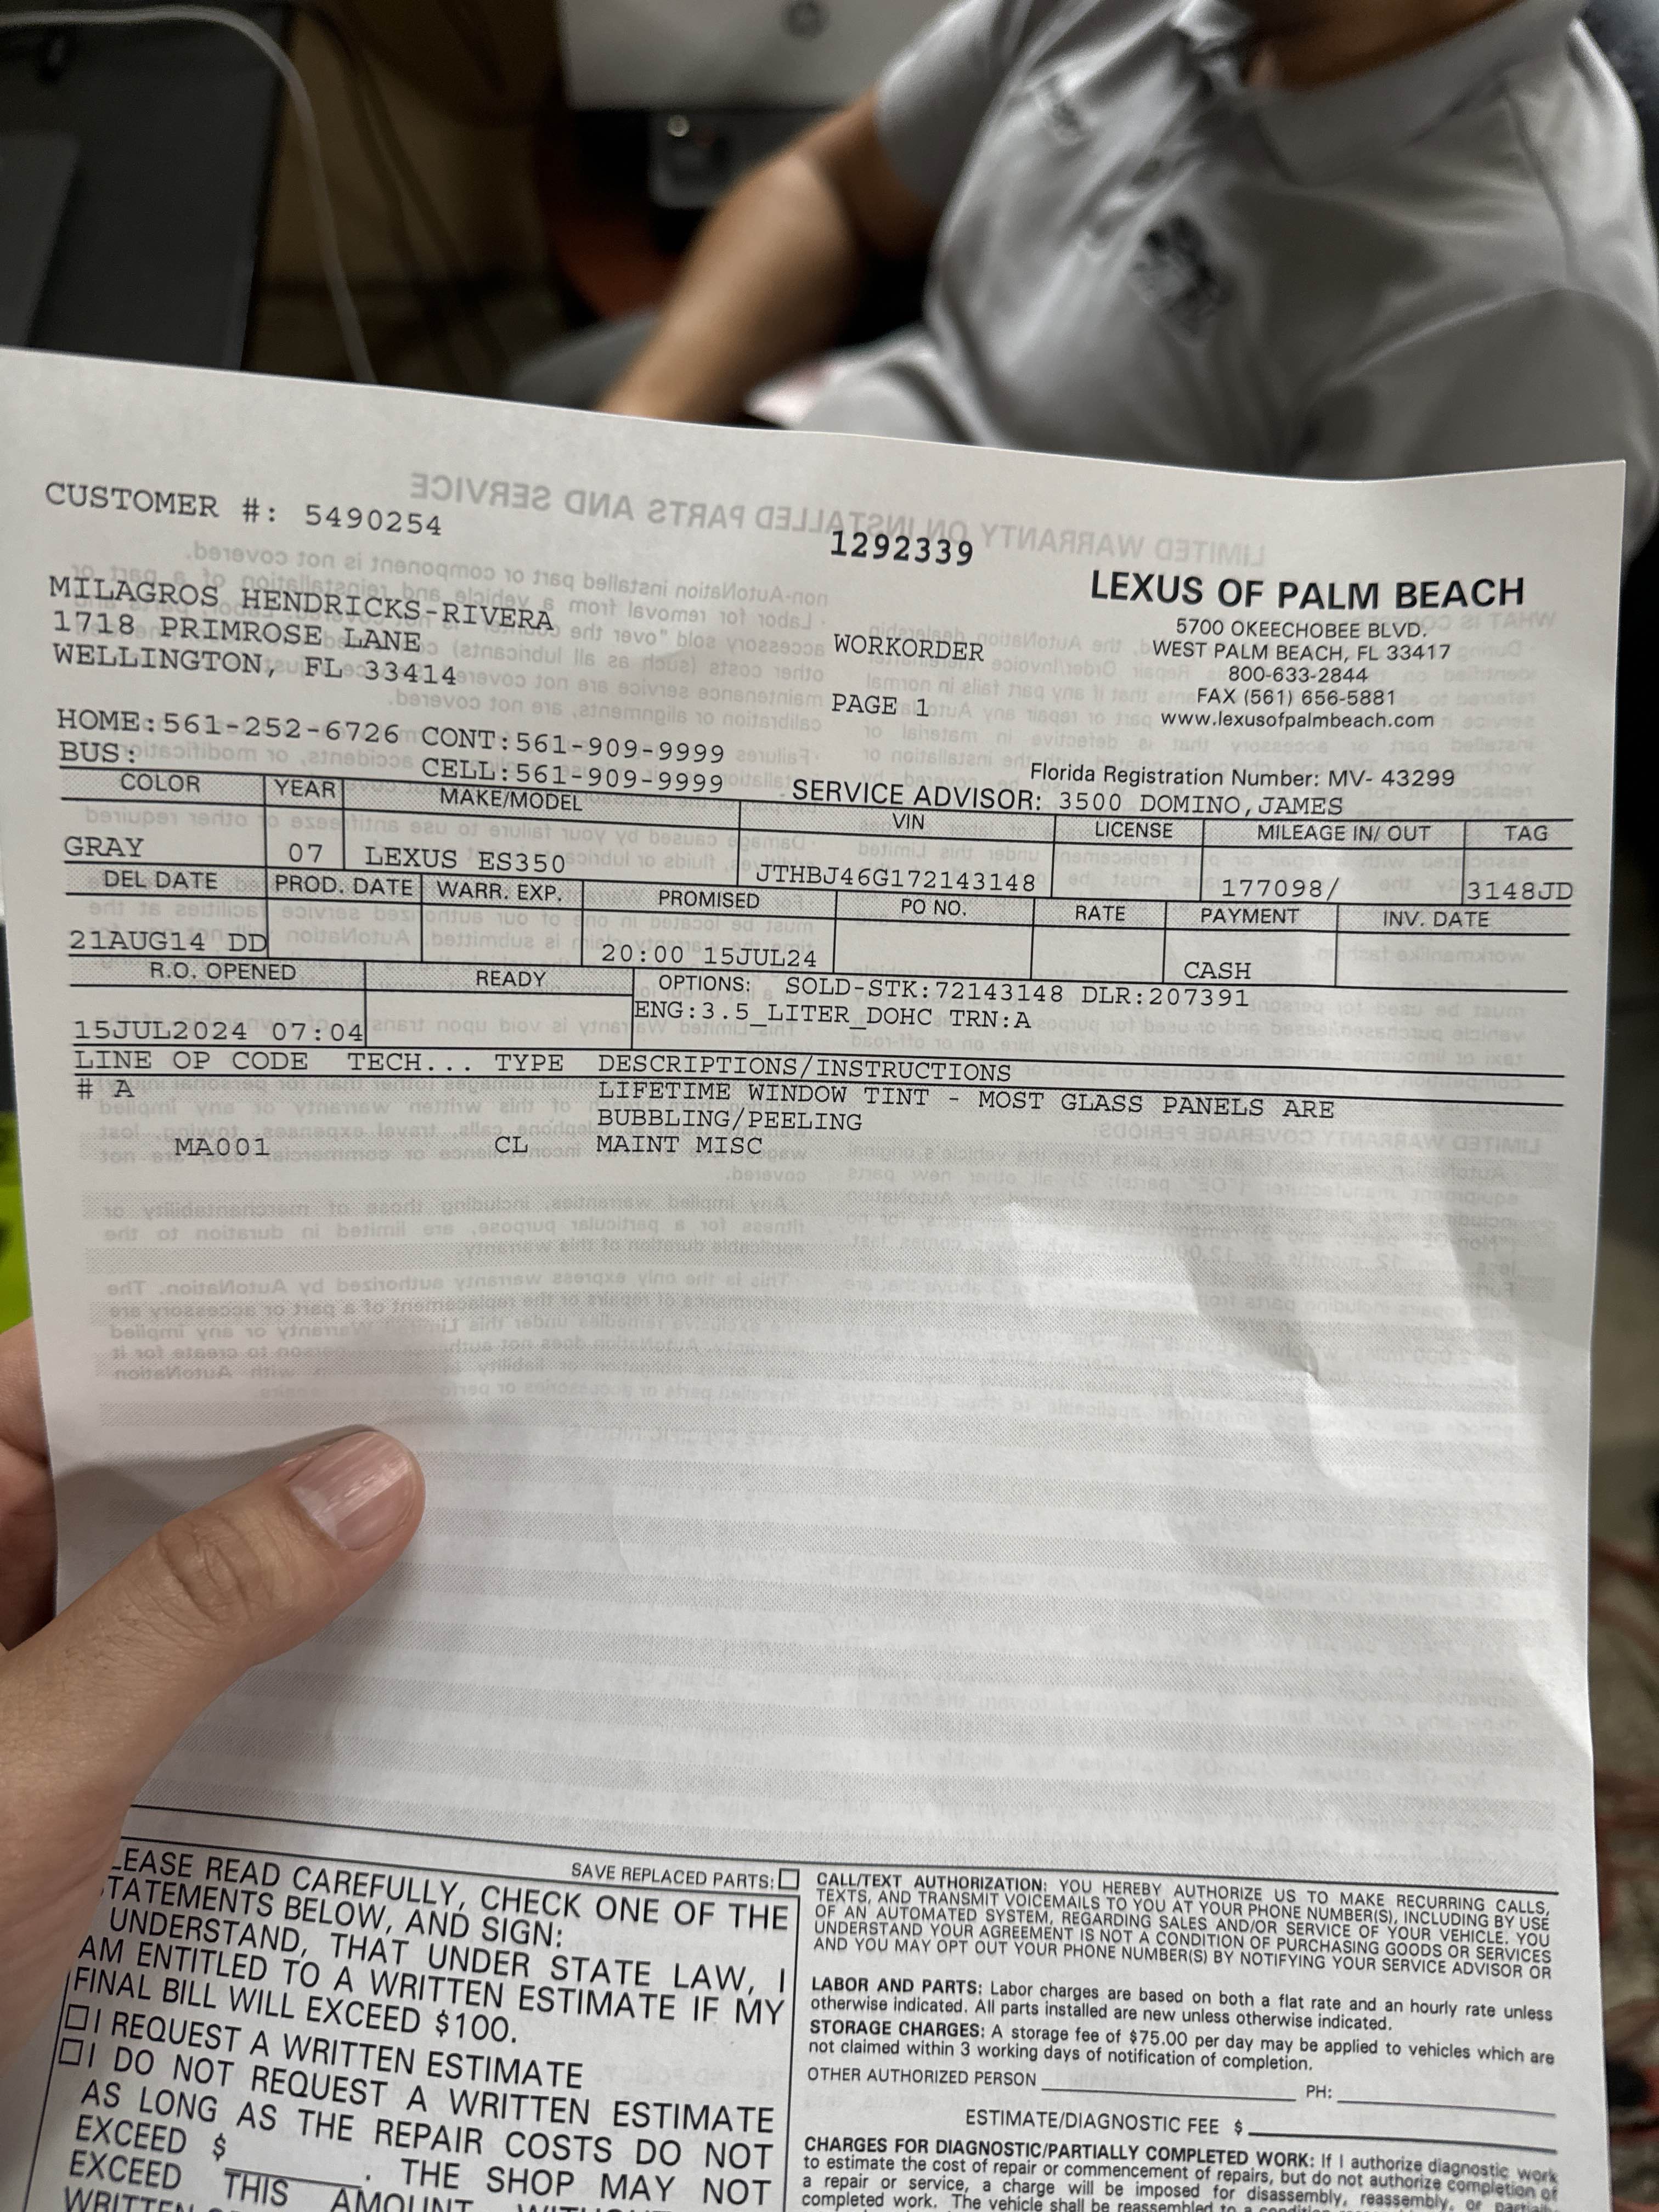 CUSTOMER #: 5490254
1292339
MILAGROS HENDRICKS-RIVERA
1718 PRIMROSE LANE
WELLINGTON, FL 33414
WORKORDER
PAGE 1
LEXUS OF PALM BEACH
5700 OKEECHOBEE BLVD.
WEST PALM BEACH, FL 33417
800-633-2844
FAX (561) 656-5881
www.lexusofpalmbeach.com
HOME:561-252-6726 CONT:561-909-9999
BUS: CELL:561-909-9999
Florida Registration Number: MV- 43299
SERVICE ADVISOR: 3500 DOMINO,JAMES
COLOR YEAR MAKE/MODEL VIN LICENSE MILEAGE IN/ OUT TAG
GRAY 07 LEXUS ES350 JTHBJ46G172143148 177098/ 3148JD
DEL DATE PROD. DATE WARR. EXP. PROMISED PO NO. RATE PAYMENT INV. DATE
21AUG14 DD 20:00 15JUL24 CASH
R.O. OPENED READY OPTIONS: SOLD-STK:72143148 DLR:207391
ENG:3.5_LITER_DOHC TRN:A
15JUL2024 07:04
LINE OP CODE TECH... TYPE DESCRIPTIONS/INSTRUCTIONS
# A LIFETIME WINDOW TINT - MOST GLASS PANELS ARE
BUBBLING/PEELING
MA001 CL MAINT MISC
SAVE REPLACED PARTS:
LEASE READ CAREFULLY, CHECK ONE OF THE
STATEMENTS BELOW, AND SIGN:
UNDERSTAND, THAT UNDER STATE LAW, I
AM ENTITLED TO A WRITTEN ESTIMATE IF MY
FINAL BILL WILL EXCEED $100.
I REQUEST A WRITTEN ESTIMATE
I DO NOT REQUEST A WRITTEN ESTIMATE
AS LONG AS THE REPAIR COSTS DO NOT
EXCEED $______. THE SHOP MAY NOT
EXCEED THIS AMOUNT
WRITTEN
CALL/TEXT AUTHORIZATION: YOU HEREBY AUTHORIZE US TO MAKE RECURRING CALLS,
TEXTS, AND TRANSMIT VOICEMAILS TO YOU AT YOUR PHONE NUMBER(S), INCLUDING BY USE
OF AN AUTOMATED SYSTEM, REGARDING SALES AND/OR SERVICE OF YOUR VEHICLE. YOU
UNDERSTAND YOUR AGREEMENT IS NOT A CONDITION OF PURCHASING GOODS OR SERVICES
AND YOU MAY OPT OUT YOUR PHONE NUMBER(S) BY NOTIFYING YOUR SERVICE ADVISOR OR
LABOR AND PARTS: Labor charges are based on both a flat rate and an hourly rate unless
otherwise indicated. All parts installed are new unless otherwise indicated.
STORAGE CHARGES: A storage fee of $75.00 per day may be applied to vehicles which are
not claimed within 3 working days of notification of completion.
OTHER AUTHORIZED PERSON ______ PH: ______
ESTIMATE/DIAGNOSTIC FEE $ ______
CHARGES FOR DIAGNOSTIC/PARTIALLY COMPLETED WORK: If I authorize diagnostic work
to estimate the cost of repair or commencement of repairs, but do not authorize completion of
a repair or service, a charge will be imposed for disassembly, reassembly, or partially
completed work. The vehicle shall be reassembled to a